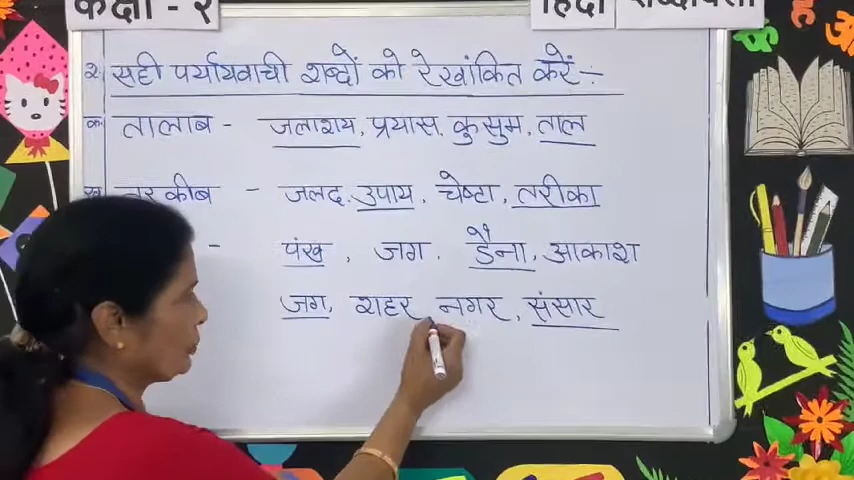 कक्षा - २
हिंदी
२. सही पर्यायवाची शब्दों को रेखांकित करें :-
क. तालाब - जलाशय, प्रयास, कुसुम, ताल
ख. तरकीब - जलद, उपाय, चेष्टा, तरीका
- पंख, जग, डैना, आकाश
जग, शहर नगर, संसार